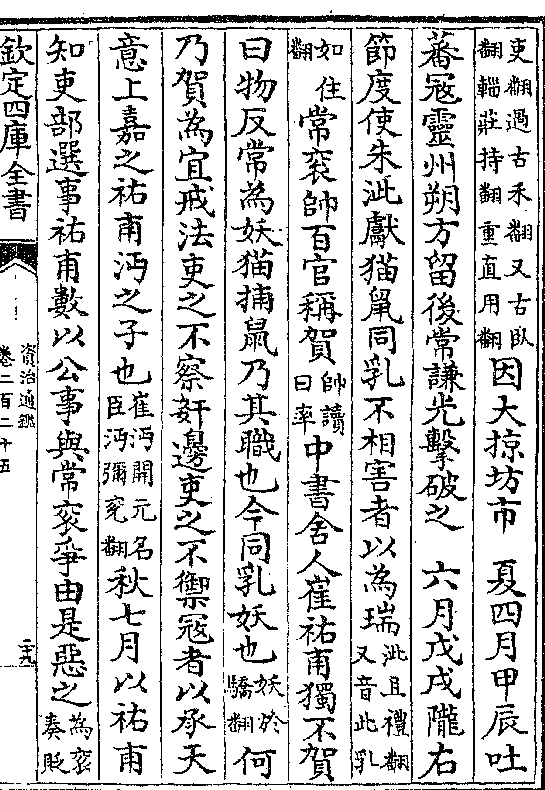 吏翻過古禾翻又古臥翻輜莊持翻重直用翻因大掠坊市　夏四月甲辰吐
蕃寇靈州朔方留後常謙光擊破之　六月戊戌隴右
節度使朱泚獻猫鼠同乳不相害者以為瑞泚且禮翻又音此乳
如住翻常衮帥百官稱賀帥讀曰率中書舍人崔祐甫獨不賀
曰物反常為妖猫捕鼠乃其職也今同乳妖也妖於驕翻何
乃賀為宜戒法吏之不察奸邊吏之不禦寇者以承天
意上嘉之祐甫沔之子也崔沔開元名臣沔彌兖翻秋七月以祐甫
知吏部選事祐甫數以公事與常衮爭由是惡之為衮奏貶
欽定四庫全書
資治通鑑
卷二百二十五